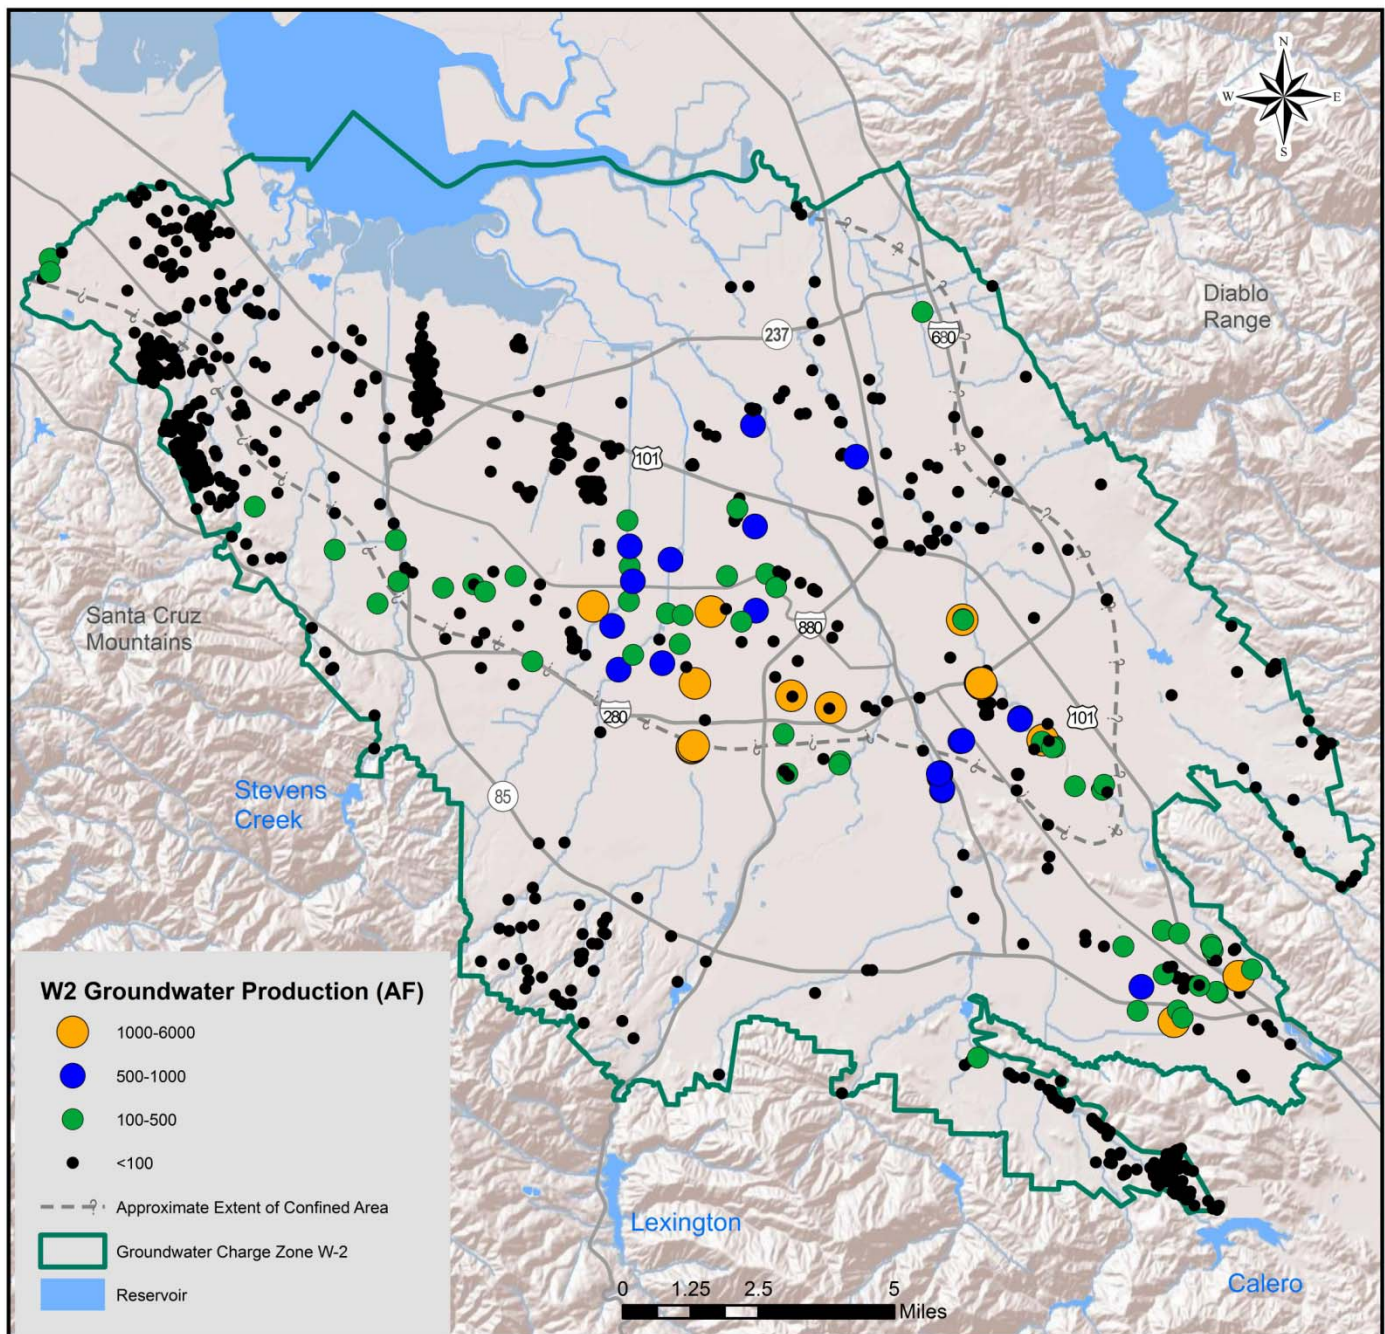 N
W
E
S
Diablo
Range
237
680
101
Santa Cruz
Mountains
880
280
101
Stevens
Creek
85
W2 Groundwater Production (AF)
1000-6000
500-1000
100-500
<100
Approximate Extent of Confined Area
Groundwater Charge Zone W-2
Reservoir
Lexington
Calero
0 1.25 2.5 5
Miles